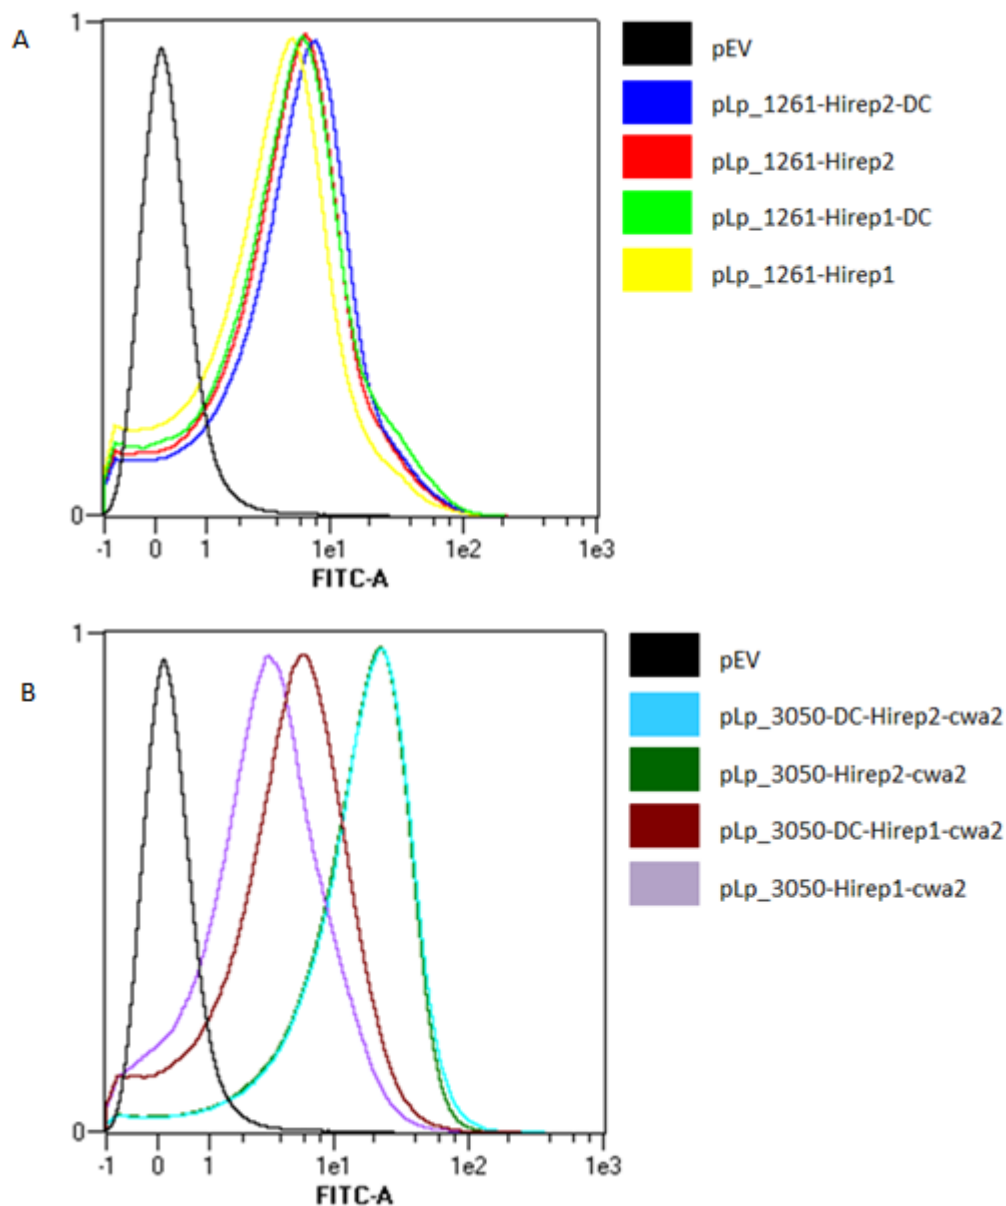 A
1
0
-1 0 1 1e1 1e2 1e3
FITC-A
pEV
pLp_1261-Hirep2-DC
pLp_1261-Hirep2
pLp_1261-Hirep1-DC
pLp_1261-Hirep1
B
1
0
-1 0 1 1e1 1e2 1e3
FITC-A
pEV
pLp_3050-DC-Hirep2-cwa2
pLp_3050-Hirep2-cwa2
pLp_3050-DC-Hirep1-cwa2
pLp_3050-Hirep1-cwa2